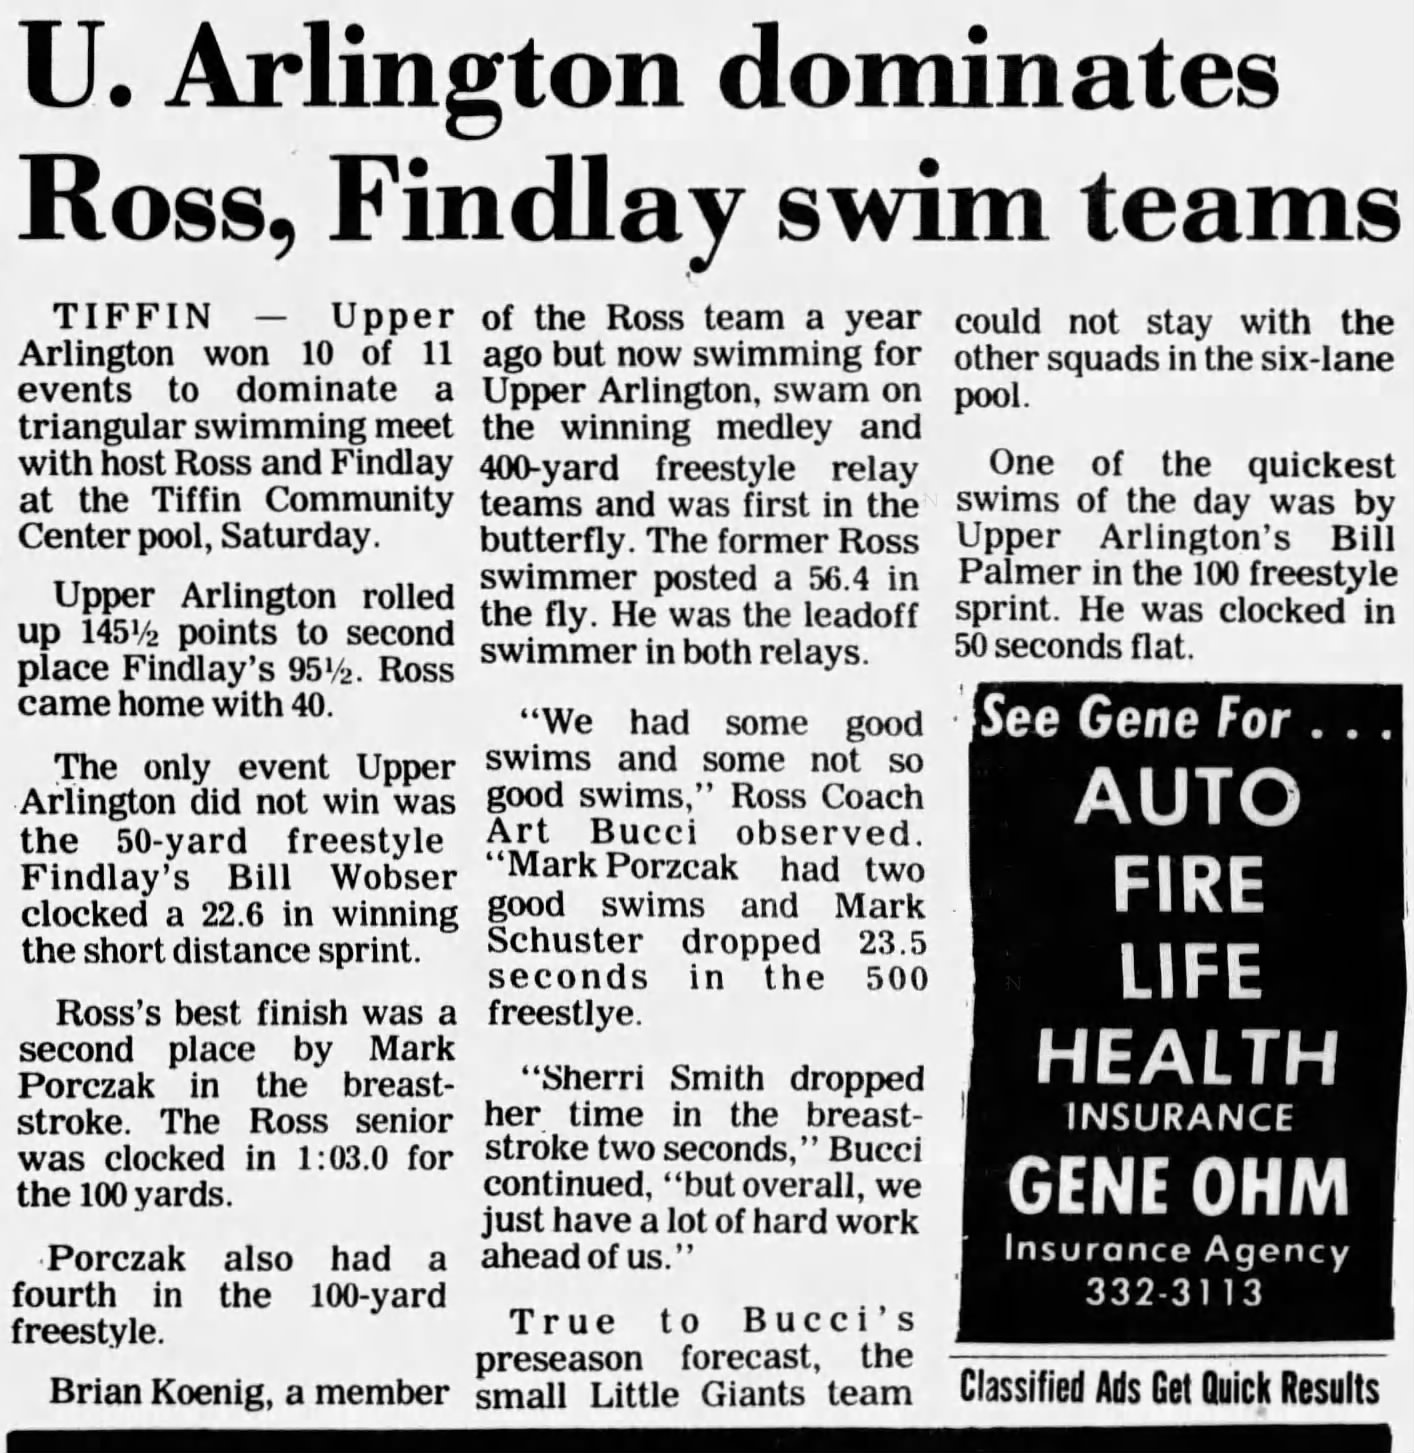 U. Arlington dominates
Ross, Findlay swim teams
TIFFIN — Upper
Arlington won 10 of 11
events to dominate a
triangular swimming meet
with host Ross and Findlay
at the Tiffin Community
Center pool, Saturday.
Upper Arlington rolled
up 145½ points to second
place Findlay's 95½. Ross
came home with 40.
The only event Upper
Arlington did not win was
the 50-yard freestyle
Findlay's Bill Wobser
clocked a 22.6 in winning
the short distance sprint.
Ross's best finish was a
second place by Mark
Porczak in the breast-
stroke. The Ross senior
was clocked in 1:03.0 for
the 100 yards.
Porczak also had a
fourth in the 100-yard
freestyle.
Brian Koenig, a member
of the Ross team a year
ago but now swimming for
Upper Arlington, swam on
the winning medley and
400-yard freestyle relay
teams and was first in the
butterfly. The former Ross
swimmer posted a 56.4 in
the fly. He was the leadoff
swimmer in both relays.
"We had some good
swims and some not so
good swims," Ross Coach
Art Bucci observed.
"Mark Porzcak had two
good swims and Mark
Schuster dropped 23.5
seconds in the 500
freestlye.
"Sherri Smith dropped
her time in the breast-
stroke two seconds," Bucci
continued, "but overall, we
just have a lot of hard work
ahead of us."
True to Bucci's
preseason forecast, the
small Little Giants team
could not stay with the
other squads in the six-lane
pool.
One of the quickest
swims of the day was by
Upper Arlington's Bill
Palmer in the 100 freestyle
sprint. He was clocked in
50 seconds flat.
See Gene For . . .
AUTO
FIRE
LIFE
HEALTH
INSURANCE
GENE OHM
Insurance Agency
332-3113
Classified Ads Get Quick Results